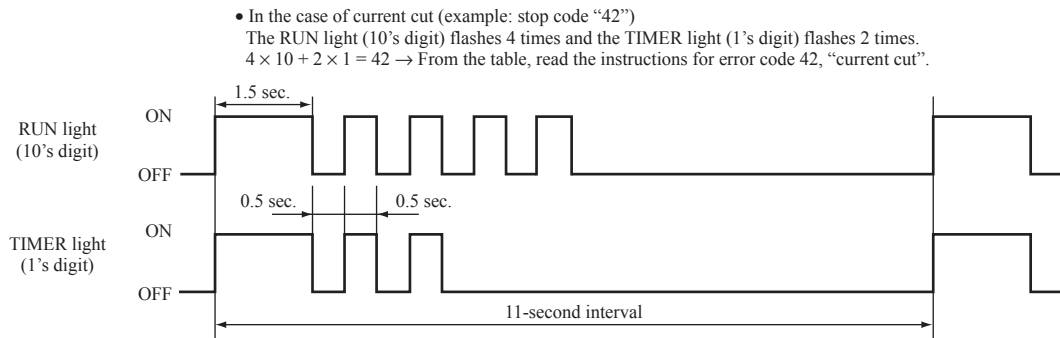 • In the case of current cut (example: stop code “42”)
The RUN light (10’s digit) flashes 4 times and the TIMER light (1’s digit) flashes 2 times.
4 × 10 + 2 × 1 = 42 → From the table, read the instructions for error code 42, “current cut”.
1.5 sec.
ON
RUN light
(10’s digit)
OFF
0.5 sec.
0.5 sec.
ON
TIMER light
(1’s digit)
OFF
11-second interval